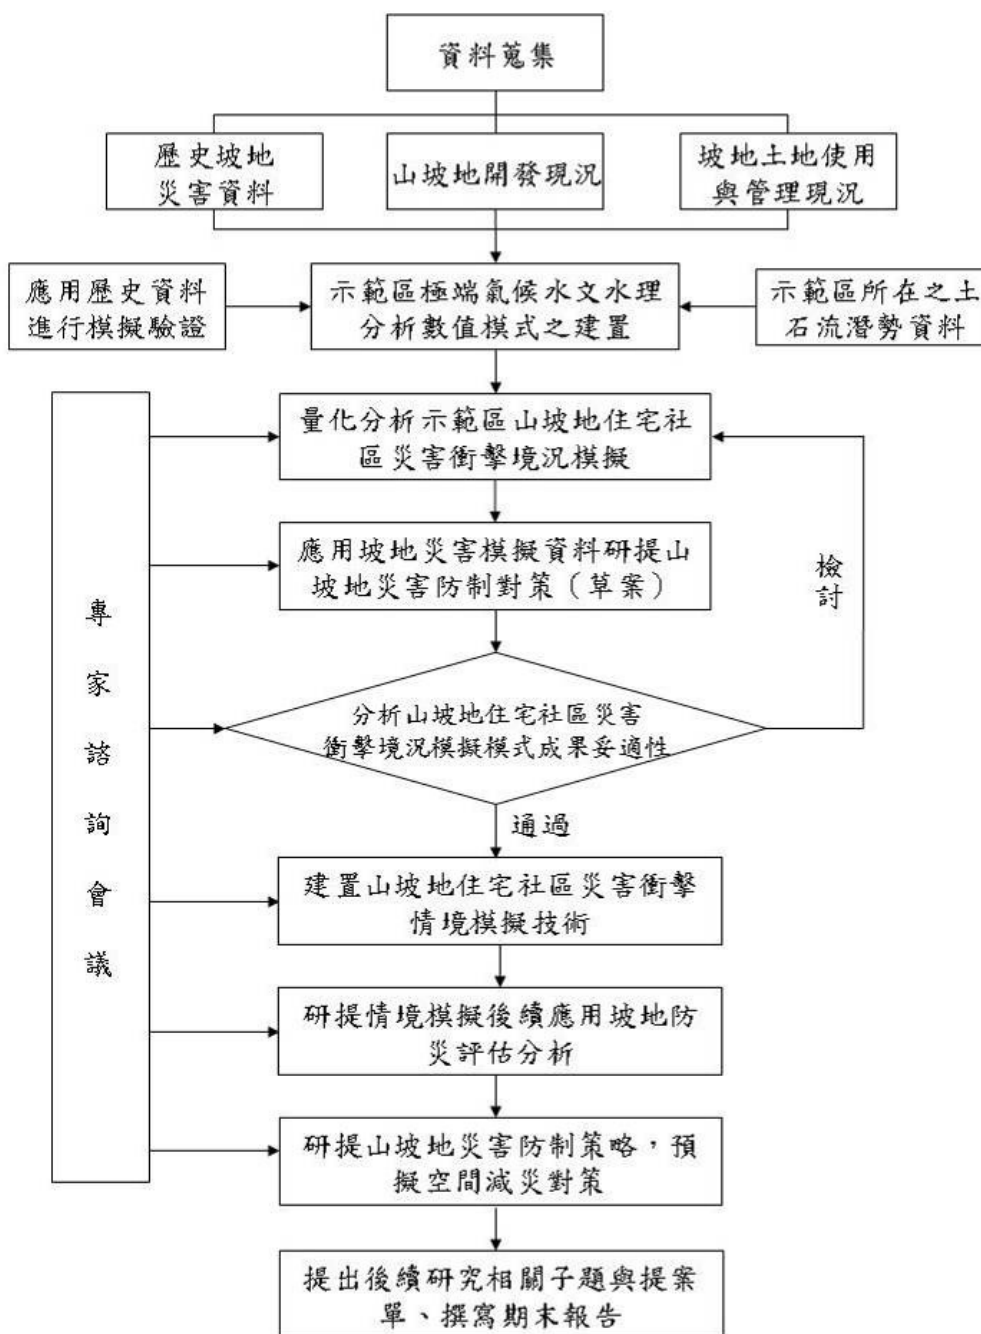 資料蒐集
歷史坡地
災害資料
山坡地開發現況
坡地土地使用
與管理現況
應用歷史資料
進行模擬驗證
示範區極端氣候水文水理
分析數值模式之建置
示範區所在之土
石流潛勢資料
專家諮詢會議
量化分析示範區山坡地住宅社
區災害衝擊境況模擬
應用坡地災害模擬資料研提山
坡地災害防制對策（草案）
檢討
分析山坡地住宅社區災害
衝擊境況模擬模式成果妥適性
通過
建置山坡地住宅社區災害衝擊
情境模擬技術
研提情境模擬後續應用坡地防
災評估分析
研提山坡地災害防制策略，預
擬空間減災對策
提出後續研究相關子題與提案
單、撰寫期末報告